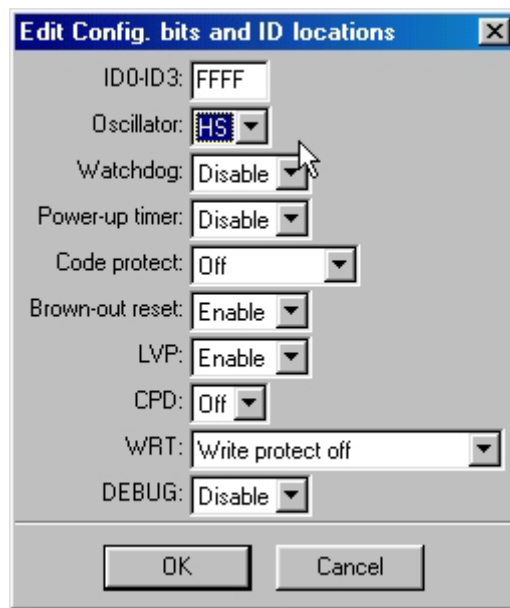 Edit Config. bits and ID locations
ID0-ID3: FFFF
Oscillator: HS
Watchdog: Disable
Power-up timer: Disable
Code protect: Off
Brown-out reset: Enable
LVP: Enable
CPD: Off
WRT: Write protect off
DEBUG: Disable
OK Cancel